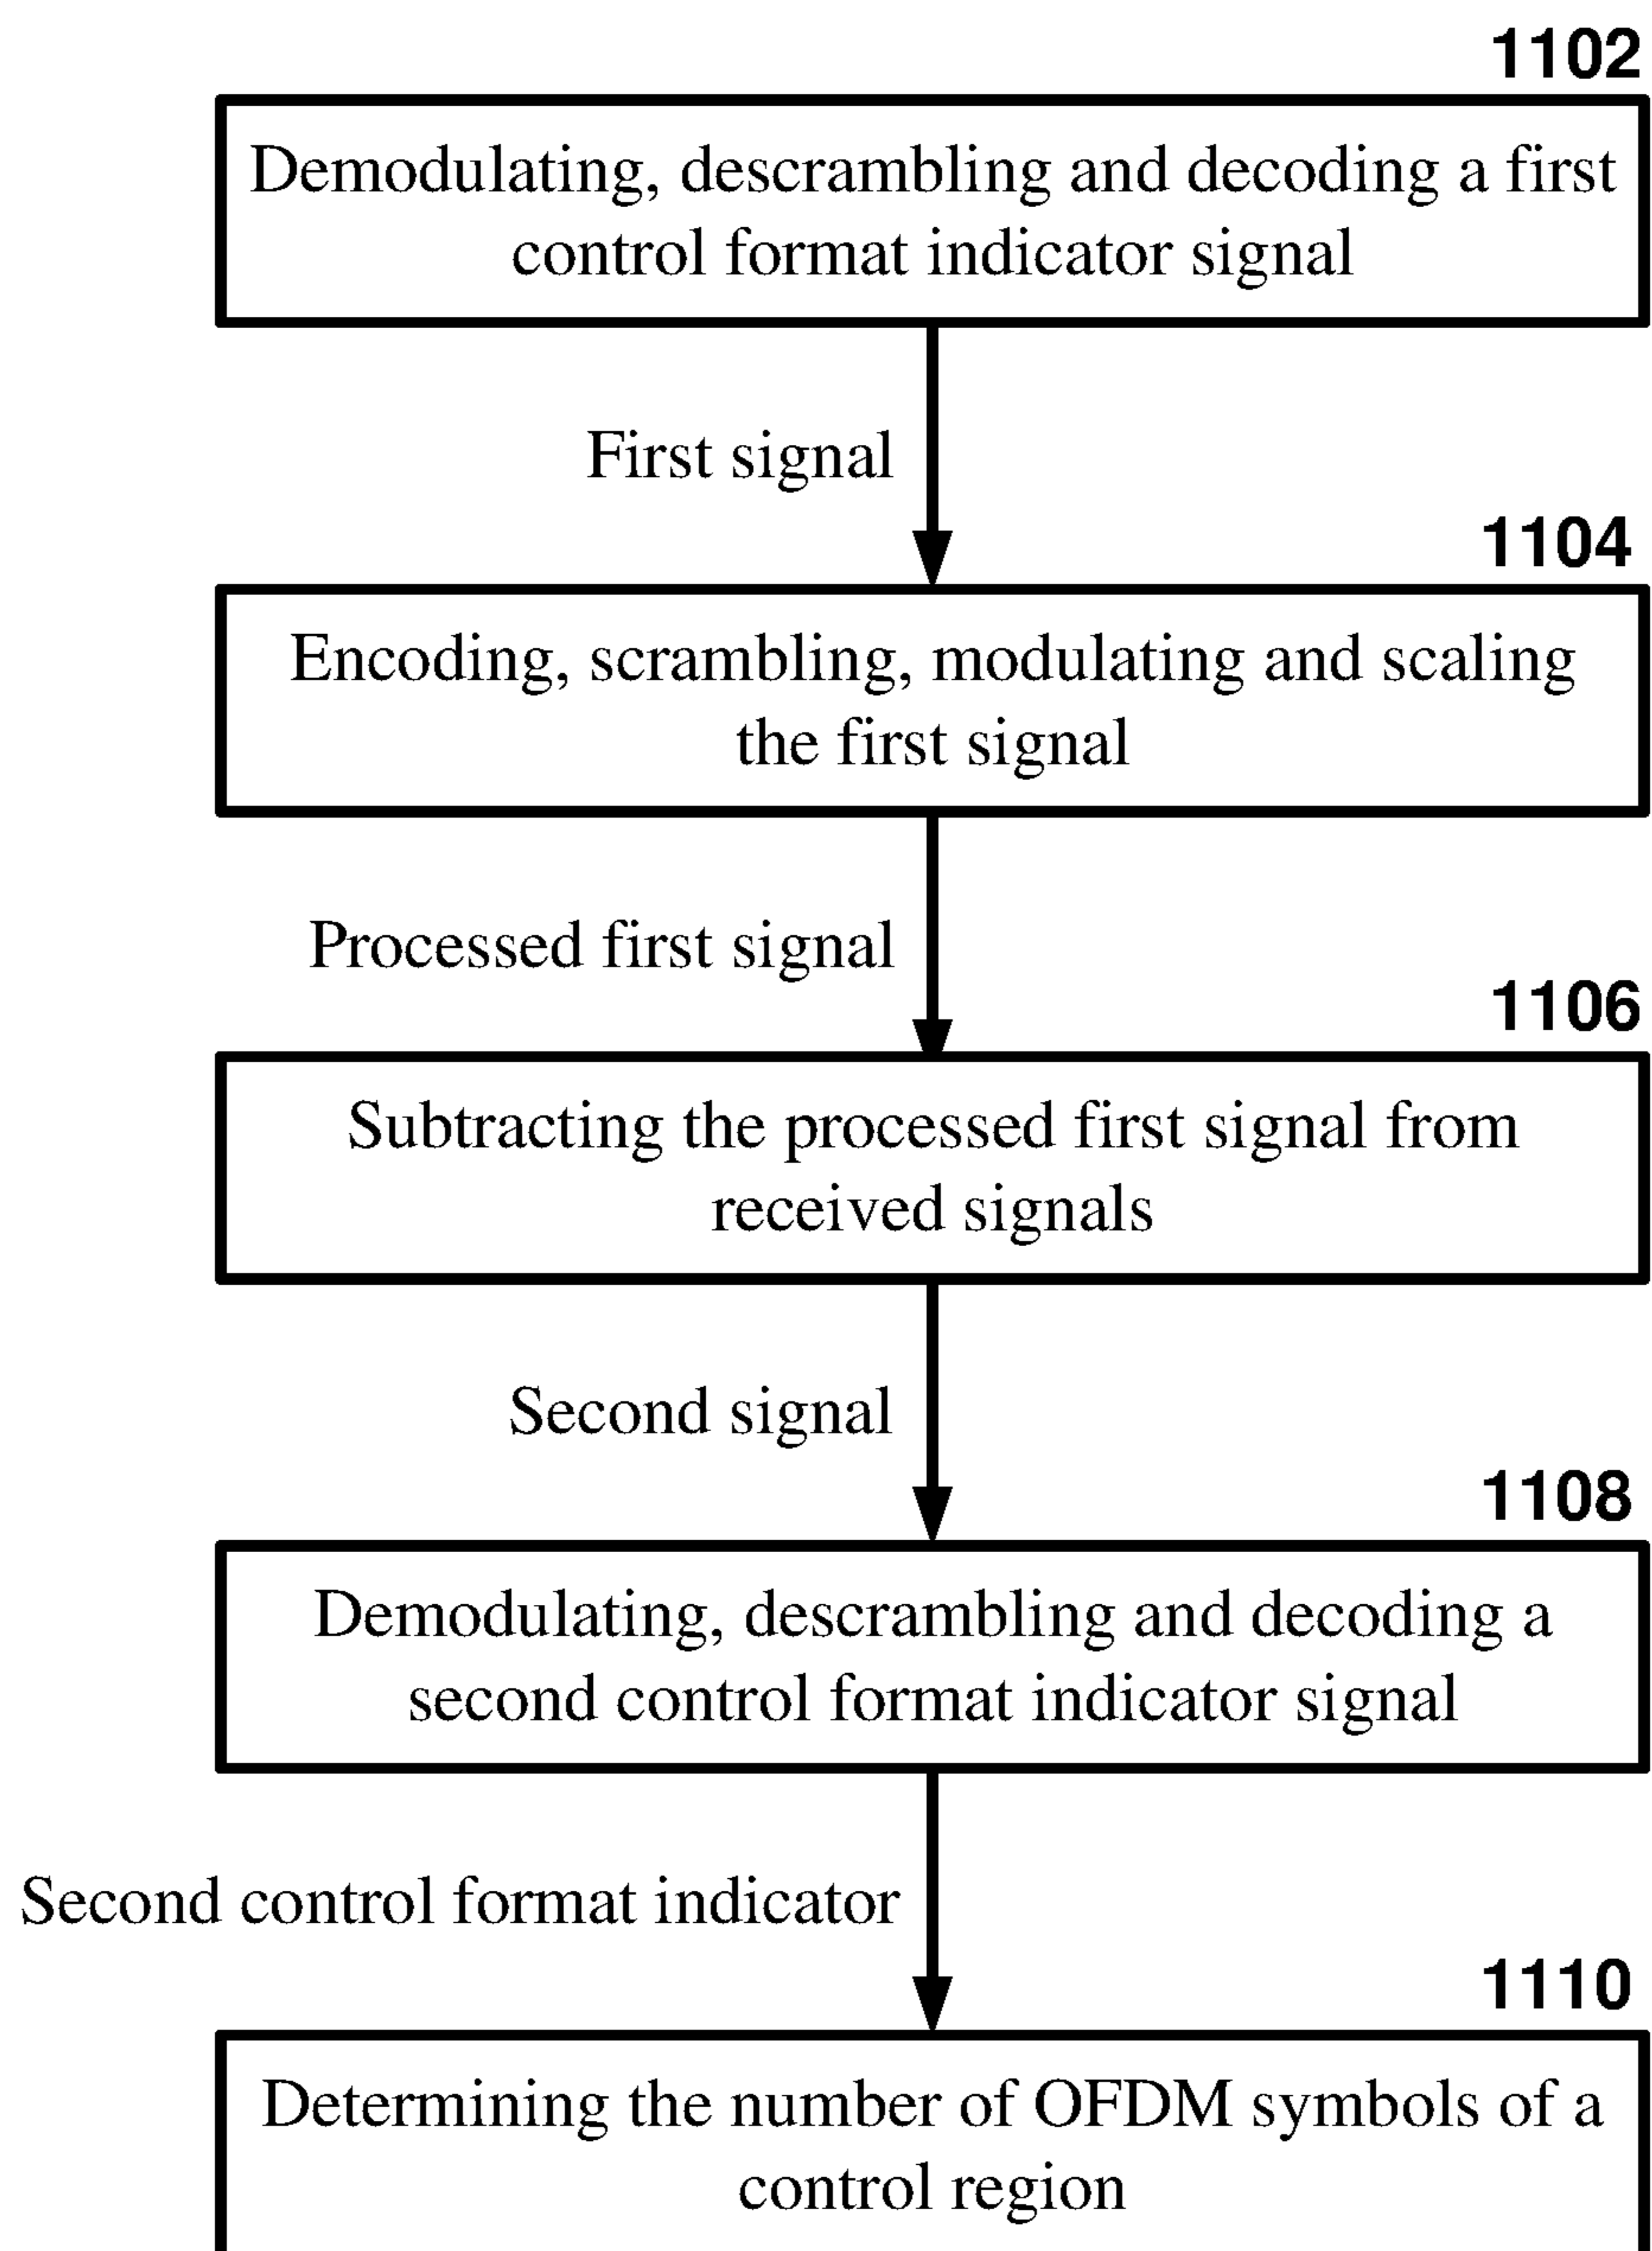 1102
Demodulating, descrambling and decoding a first
control format indicator signal
First signal
1104
Encoding, scrambling, modulating and scaling
the first signal
Processed first signal
1106
Subtracting the processed first signal from
received signals
Second signal
1108
Demodulating, descrambling and decoding a
second control format indicator signal
Second control format indicator
1110
Determining the number of OFDM symbols of a
control region